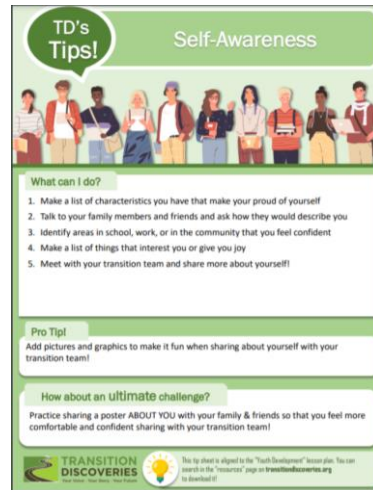 TD's
Tips!
Self-Awareness
What can I do?
1. Make a list of characteristics you have that make your proud of yourself
2. Talk to your family members and friends and ask how they would describe you
3. Identify areas in school, work, or in the community that you feel confident
4. Make a list of things that interest you or give you joy
5. Meet with your transition team and share more about yourself!
Pro Tip!
Add pictures and graphics to make it fun when sharing about yourself with your
transition team!
How about an ultimate challenge?
Practice sharing a poster ABOUT YOU with your family & friends so that you feel more
comfortable and confident sharing with your transition team!
TRANSITION
DISCOVERIES
Your Voice · Your Story · Your Future
This tip sheet is aligned to the "Youth Development" lesson plan. You can
search in the "resources" page on transitiondiscoveries.org
to download it!